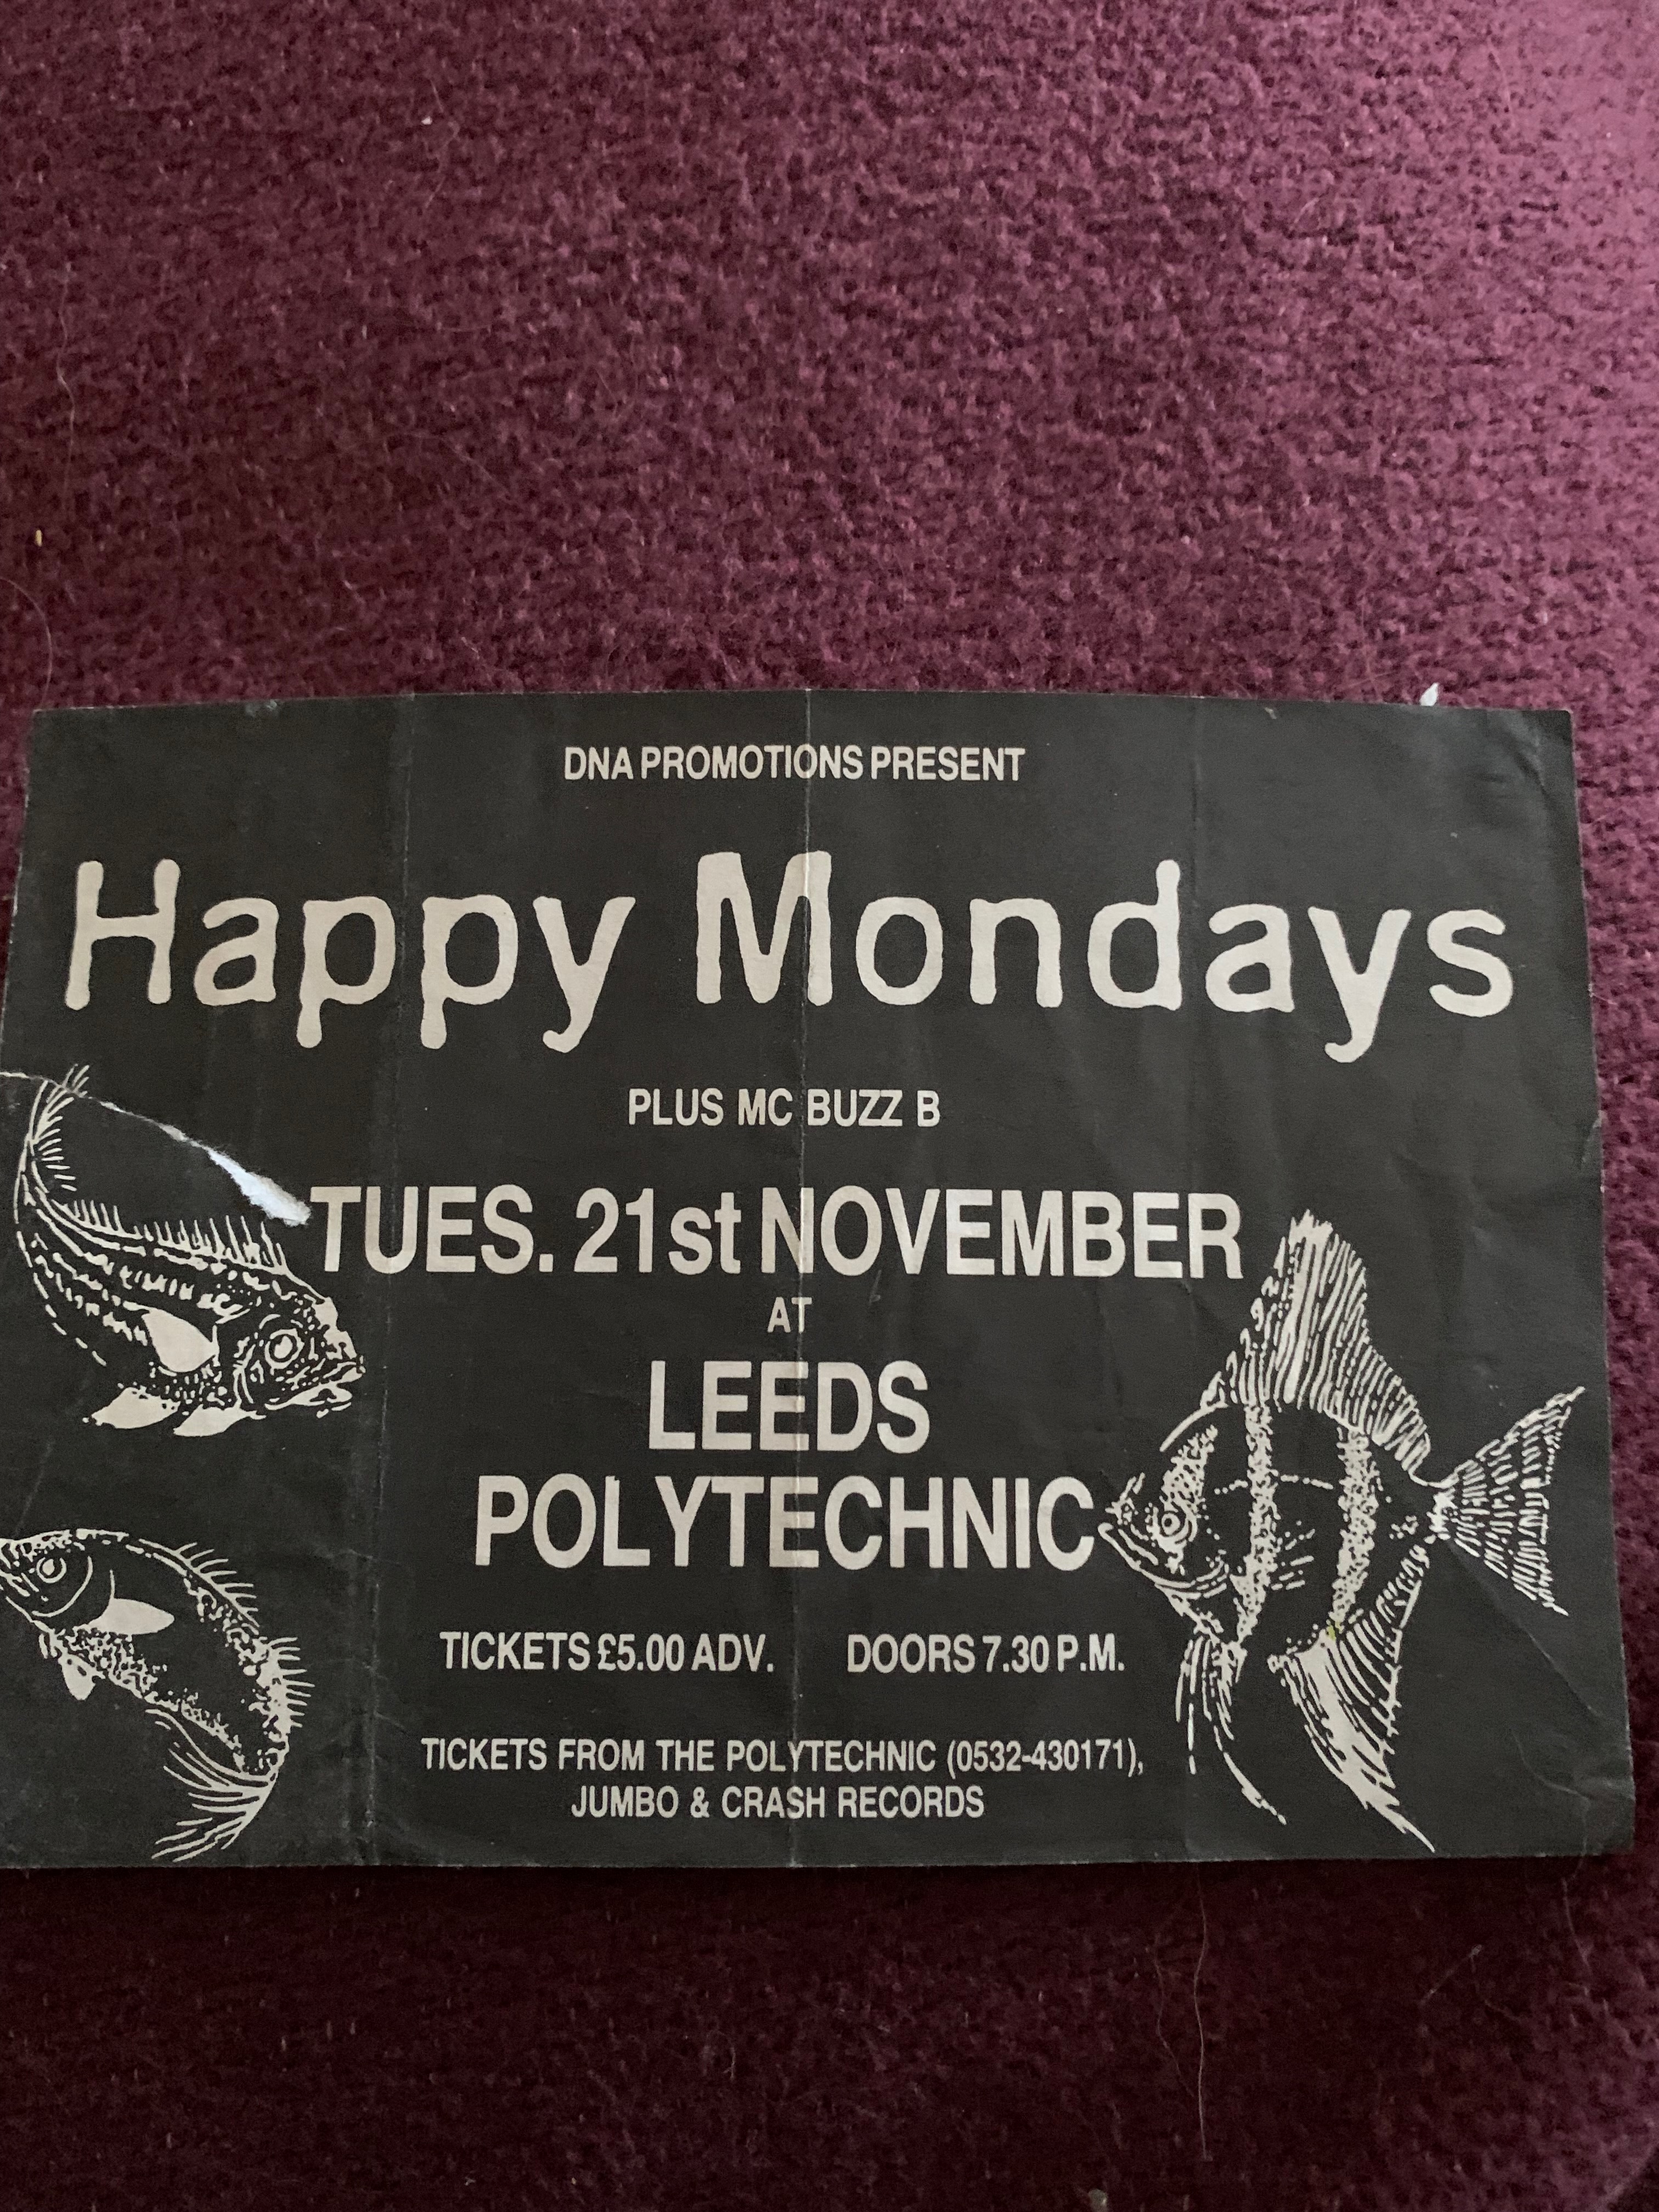 DNA PROMOTIONS PRESENT
Happy Mondays
PLUS MC BUZZ B
TUES. 21st NOVEMBER
AT
LEEDS
POLYTECHNIC
TICKETS £5.00 ADV. DOORS 7.30 P.M.
TICKETS FROM THE POLYTECHNIC (0532-430171),
JUMBO & CRASH RECORDS